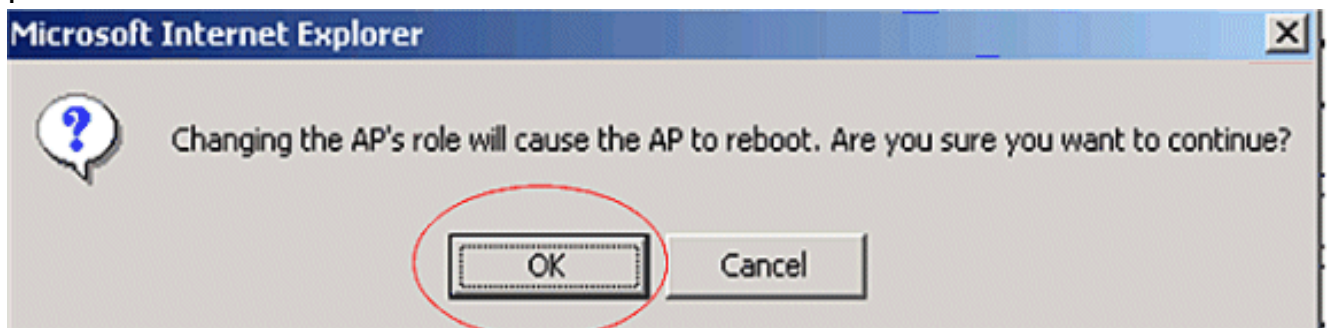 Microsoft Internet Explorer
Changing the AP's role will cause the AP to reboot. Are you sure you want to continue?
OK
Cancel